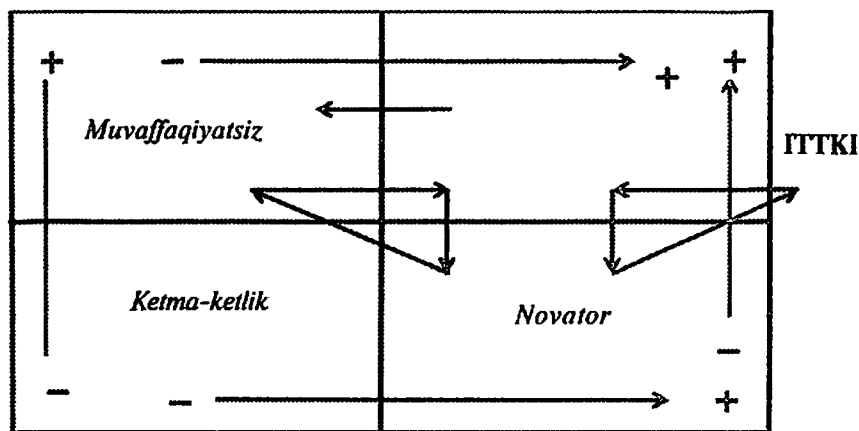 + − + +
Muvaffaqiyatsiz
ITTKI
Ketma-ketlik
Novator
−
− − +